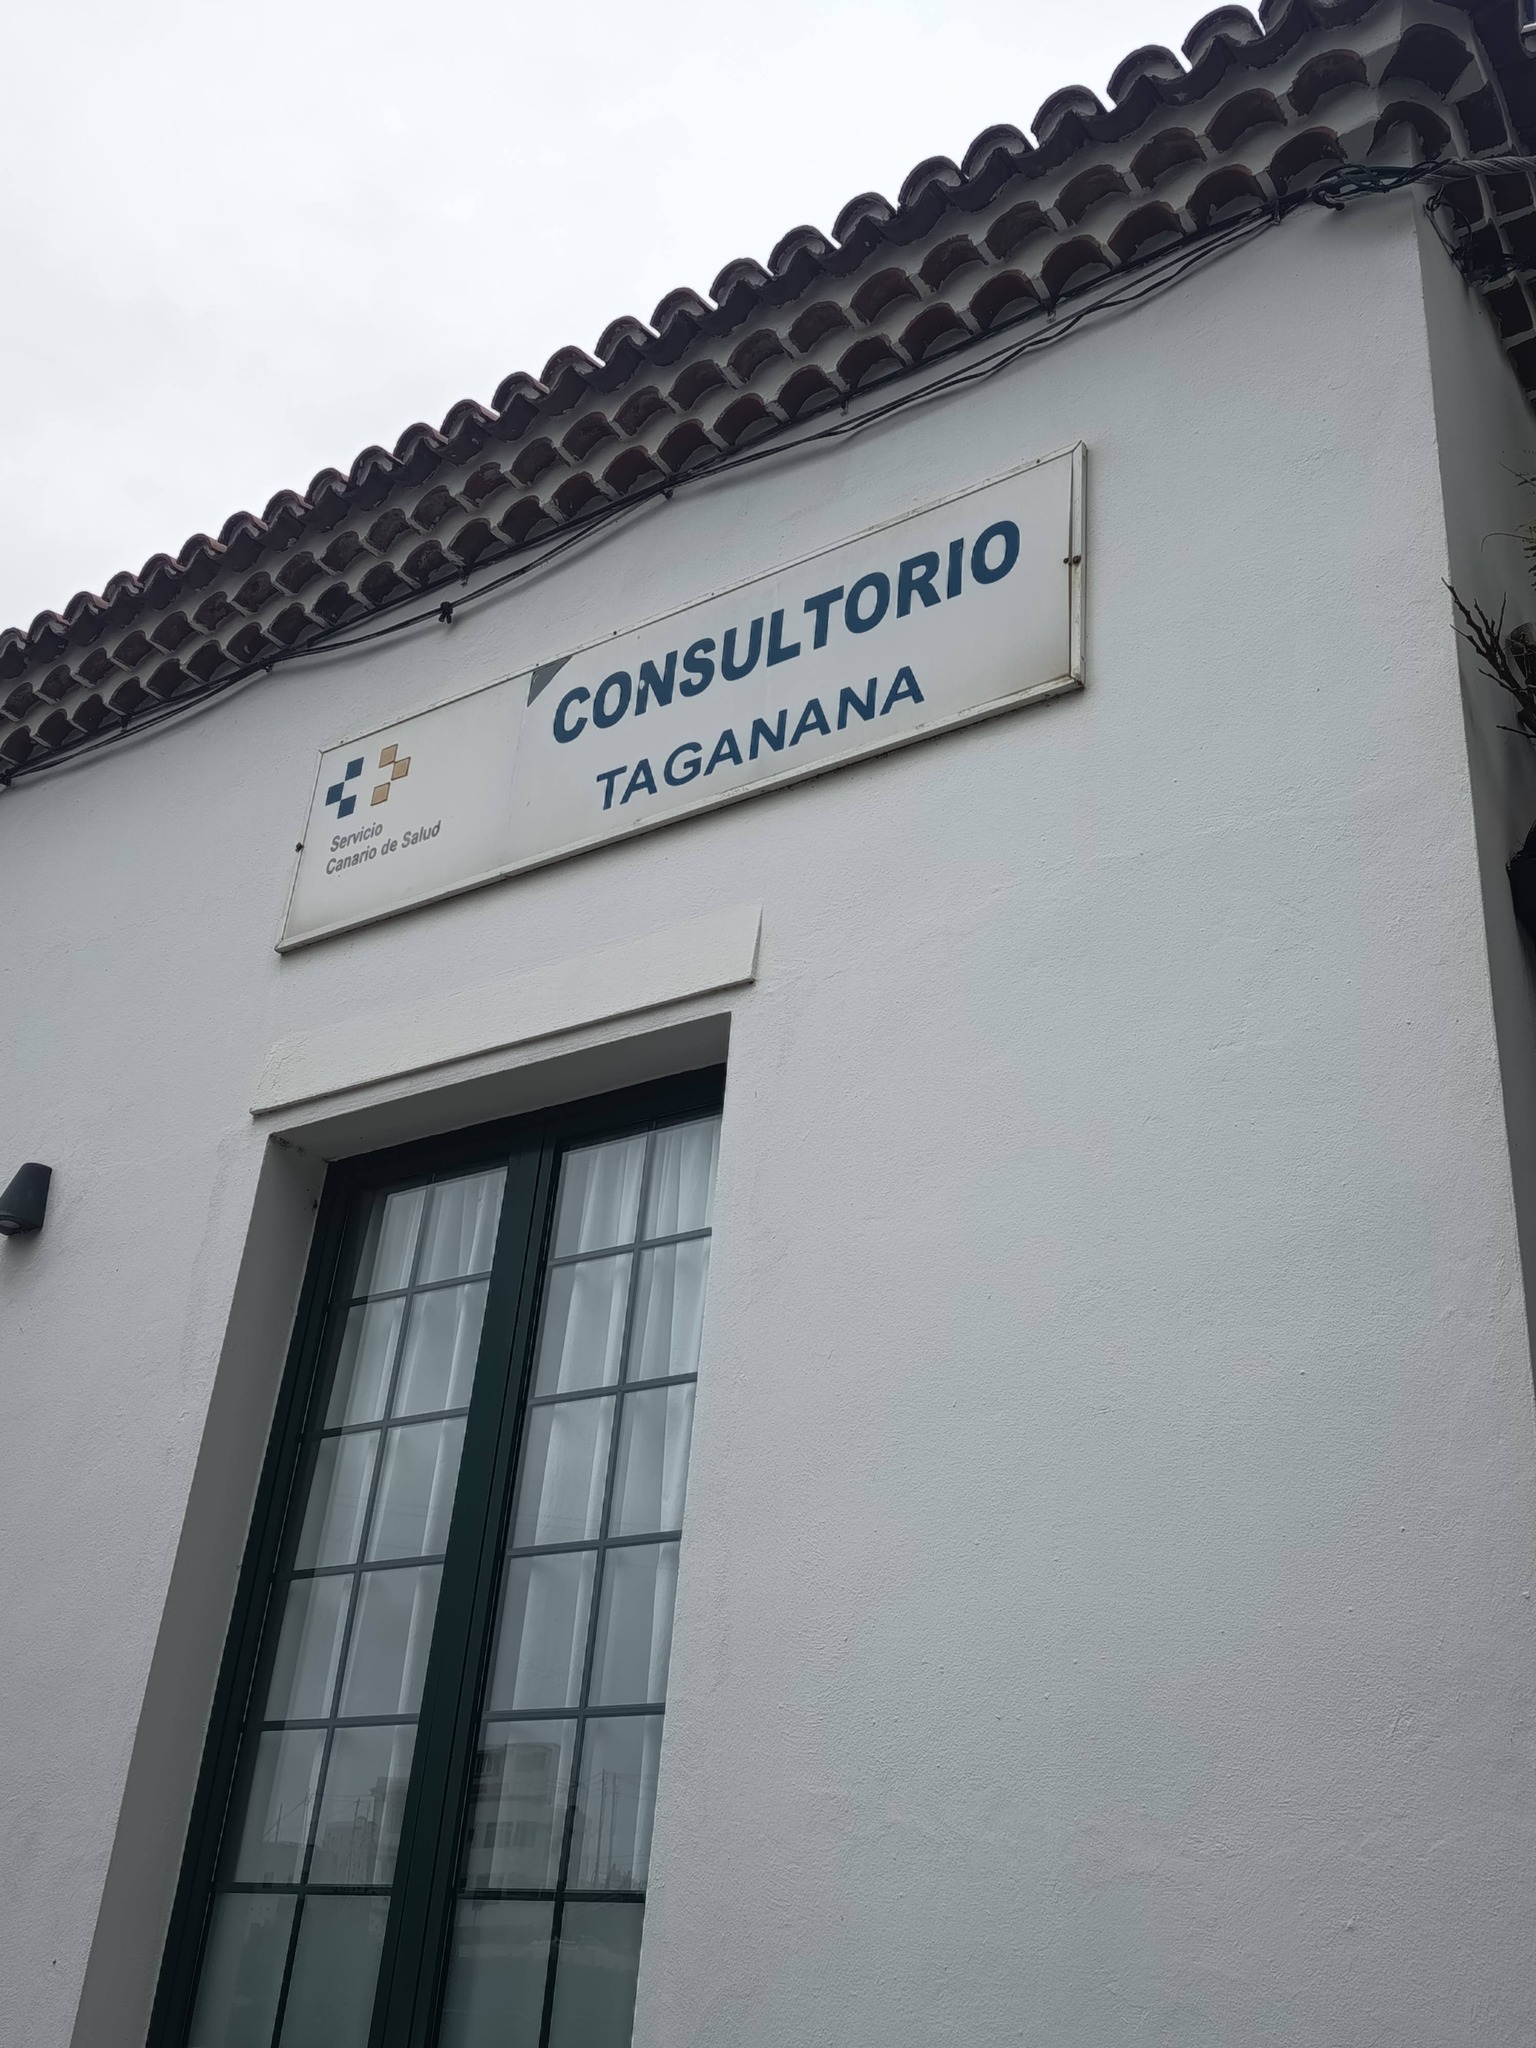 CONSULTORIO
TAGANANA
Servicio
Canario de Salud